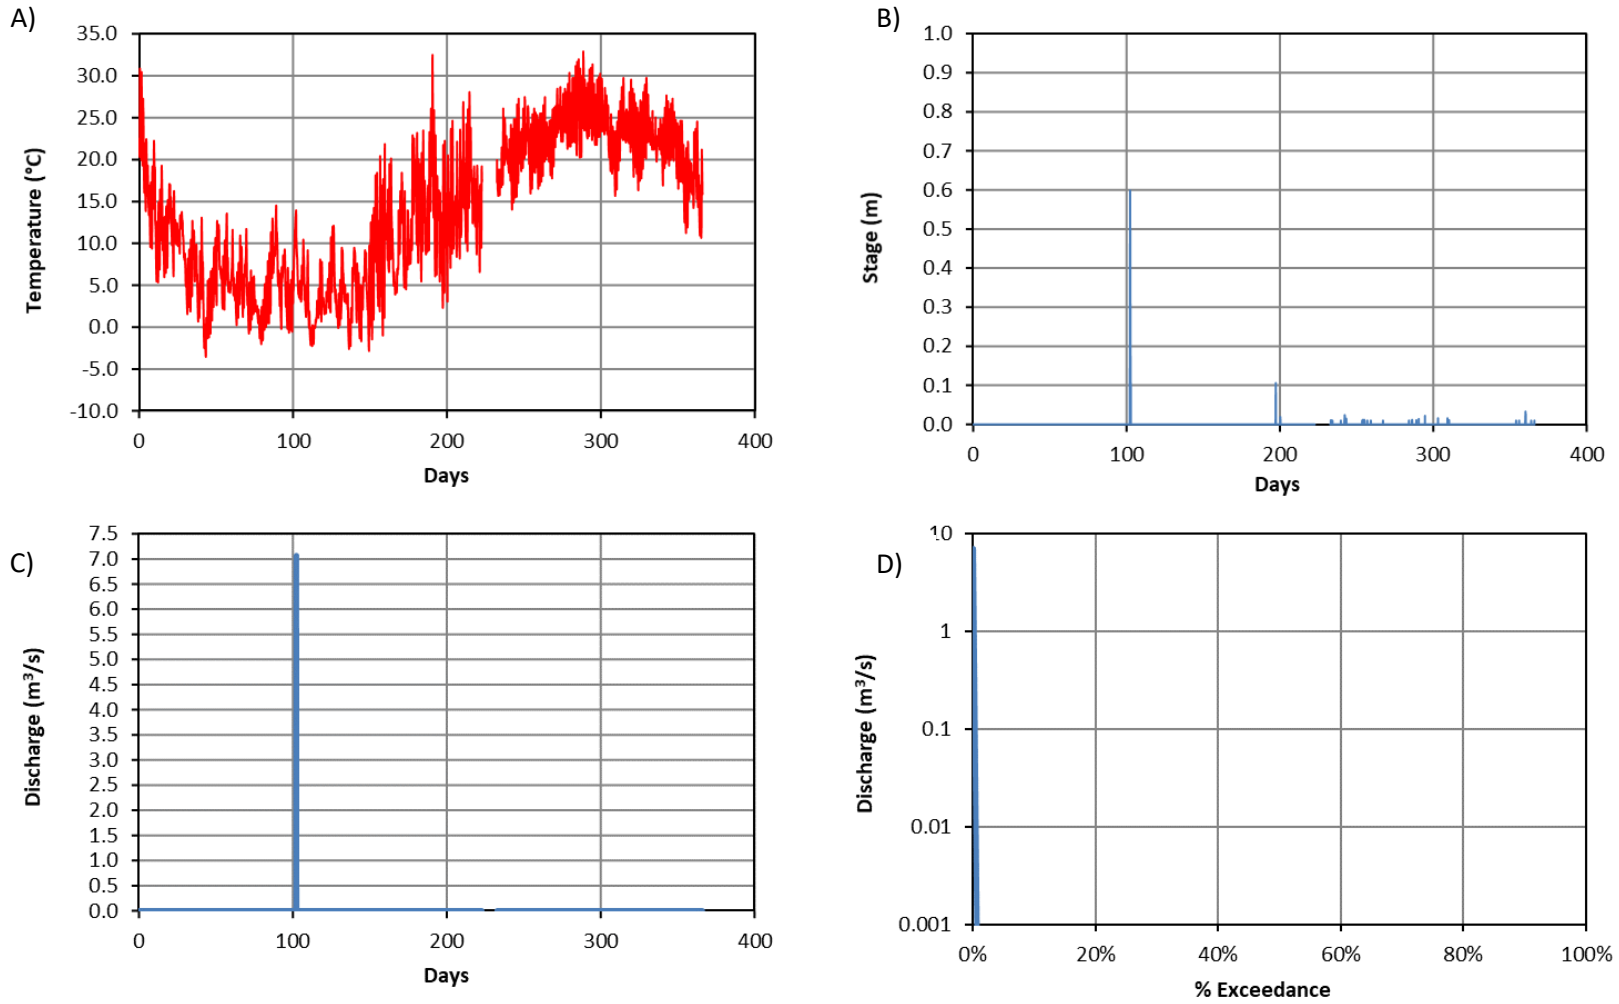 A)
35.0
30.0
25.0
20.0
15.0
10.0
5.0
0.0
-5.0
-10.0
0 100 200 300 400
Temperature (°C)
Days
B)
1.0
0.9
0.8
0.7
0.6
0.5
0.4
0.3
0.2
0.1
0.0
0 100 200 300 400
Stage (m)
Days
C)
7.5
7.0
6.5
6.0
5.5
5.0
4.5
4.0
3.5
3.0
2.5
2.0
1.5
1.0
0.5
0.0
0 100 200 300 400
Discharge (m³/s)
Days
D)
10
1
0.1
0.01
0.001
0% 20% 40% 60% 80% 100%
Discharge (m³/s)
% Exceedance